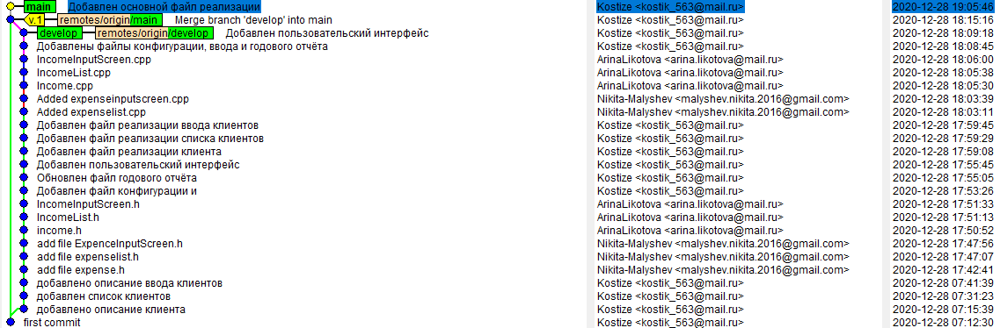 main Добавлен основной файл реализации Kostize <kostik_563@mail.ru> 2020-12-28 19:05:46
v.1 remotes/origin/main Merge branch 'develop' into main Kostize <kostik_563@mail.ru> 2020-12-28 18:15:16
develop remotes/origin/develop Добавлен пользовательский интерфейс Kostize <kostik_563@mail.ru> 2020-12-28 18:09:18
Добавлены файлы конфигурации, ввода и годового отчёта Kostize <kostik_563@mail.ru> 2020-12-28 18:08:45
IncomeInputScreen.cpp ArinaLikotova <arina.likotova@mail.ru> 2020-12-28 18:06:00
IncomeList.cpp ArinaLikotova <arina.likotova@mail.ru> 2020-12-28 18:05:38
Income.cpp ArinaLikotova <arina.likotova@mail.ru> 2020-12-28 18:05:30
Added expenseinputscreen.cpp Nikita-Malyshev <malyshev.nikita.2016@gmail.com> 2020-12-28 18:03:39
Added expenselist.cpp Nikita-Malyshev <malyshev.nikita.2016@gmail.com> 2020-12-28 18:03:11
Добавлен файл реализации ввода клиентов Kostize <kostik_563@mail.ru> 2020-12-28 17:59:45
Добавлен файл реализации списка клиентов Kostize <kostik_563@mail.ru> 2020-12-28 17:59:29
Добавлен файл реализации клиента Kostize <kostik_563@mail.ru> 2020-12-28 17:59:08
Добавлен пользовательский интерфейс Kostize <kostik_563@mail.ru> 2020-12-28 17:55:45
Обновлен файл годового отчёта Kostize <kostik_563@mail.ru> 2020-12-28 17:55:05
Добавлен файл конфигурации и Kostize <kostik_563@mail.ru> 2020-12-28 17:53:26
IncomeInputScreen.h ArinaLikotova <arina.likotova@mail.ru> 2020-12-28 17:51:33
IncomeList.h ArinaLikotova <arina.likotova@mail.ru> 2020-12-28 17:51:13
income.h ArinaLikotova <arina.likotova@mail.ru> 2020-12-28 17:50:52
add file ExpenceInputScreen.h Nikita-Malyshev <malyshev.nikita.2016@gmail.com> 2020-12-28 17:47:56
add file expenselist.h Nikita-Malyshev <malyshev.nikita.2016@gmail.com> 2020-12-28 17:47:07
add file expense.h Nikita-Malyshev <malyshev.nikita.2016@gmail.com> 2020-12-28 17:42:41
добавлено описание ввода клиентов Kostize <kostik_563@mail.ru> 2020-12-28 07:41:39
добавлен список клиентов Kostize <kostik_563@mail.ru> 2020-12-28 07:31:23
добавлено описание клиента Kostize <kostik_563@mail.ru> 2020-12-28 07:15:39
first commit Kostize <kostik_563@mail.ru> 2020-12-28 07:12:30